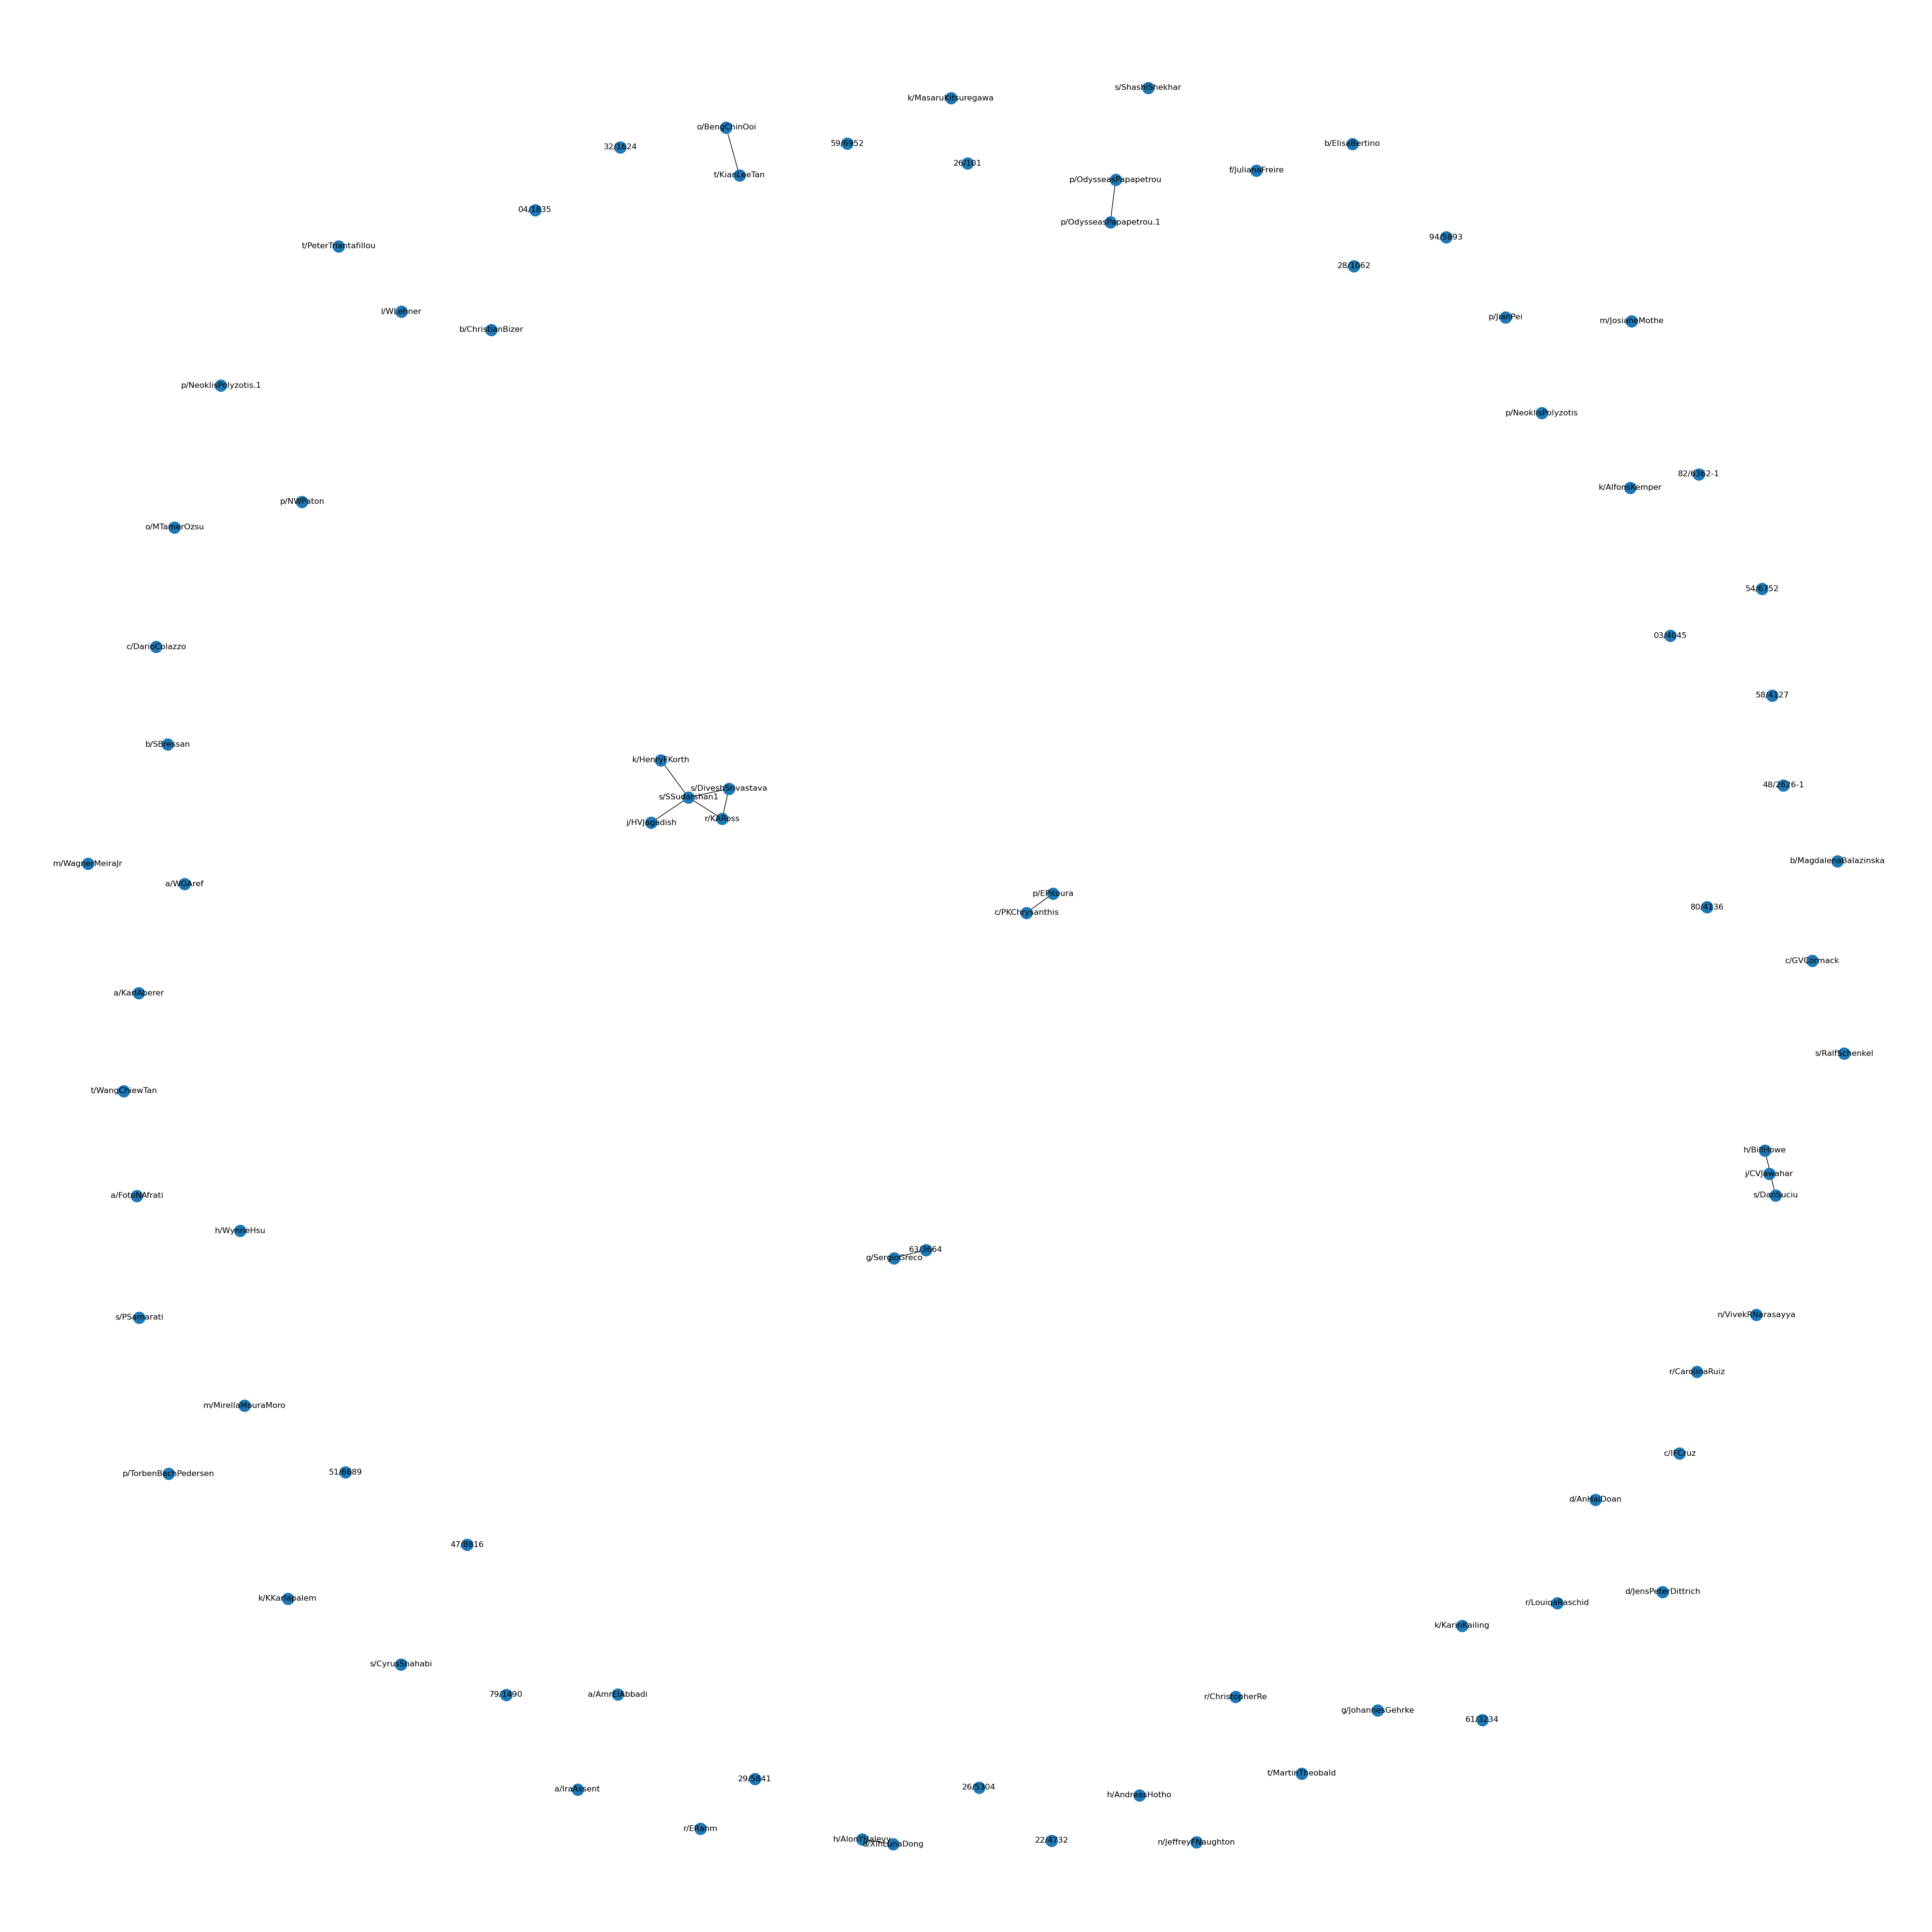 s/ShashiShekhar
k/MasaruKitsuregawa
o/BengChinOoi
59/6952
b/ElisaBertino
32/1624
26/101
f/JulianaFreire
t/KianLeeTan
p/OdysseasPapapetrou
04/1835
p/OdysseasPapapetrou.1
94/5893
t/PeterTriantafillou
28/1062
l/WLehner
p/JianPei
m/JosianeMothe
b/ChristianBizer
p/NeoklisPolyzotis.1
p/NeoklisPolyzotis
82/6362-1
k/AlfonsKemper
p/NWPaton
o/MTamerOzsu
54/6752
03/4045
c/DarioColazzo
58/4127
b/SBressan
k/HenryFKorth
48/2626-1
s/DiveshSrivastava
s/SSudarshan1
r/KARoss
j/HVJagadish
b/MagdalenaBalazinska
m/WagnerMeiraJr
a/WGAref
p/EPitoura
80/4136
c/PKChrysanthis
c/GVCormack
a/KarlAberer
s/RalfSchenkel
t/WangChiewTan
h/BillHowe
j/CVJawahar
s/DanSuciu
a/FotoNAfrati
h/WynneHsu
63/3664
g/SergioGreco
n/VivekRNarasayya
s/PSamarati
r/CarolinaRuiz
m/MirellaMouraMoro
c/IFCruz
51/6689
p/TorbenBachPedersen
d/AnHaiDoan
47/8816
d/JensPeterDittrich
k/KKarlapalem
r/LouiqaRaschid
k/KarinKailing
s/CyrusShahabi
79/1490
a/AmrElAbbadi
r/ChristopherRe
g/JohannesGehrke
61/3234
t/MartinTheobald
29/5841
26/5304
a/IraAssent
h/AndreasHotho
r/ERahm
h/AlonYHalevy
d/XinLunaDong
22/4732
n/JeffreyFNaughton